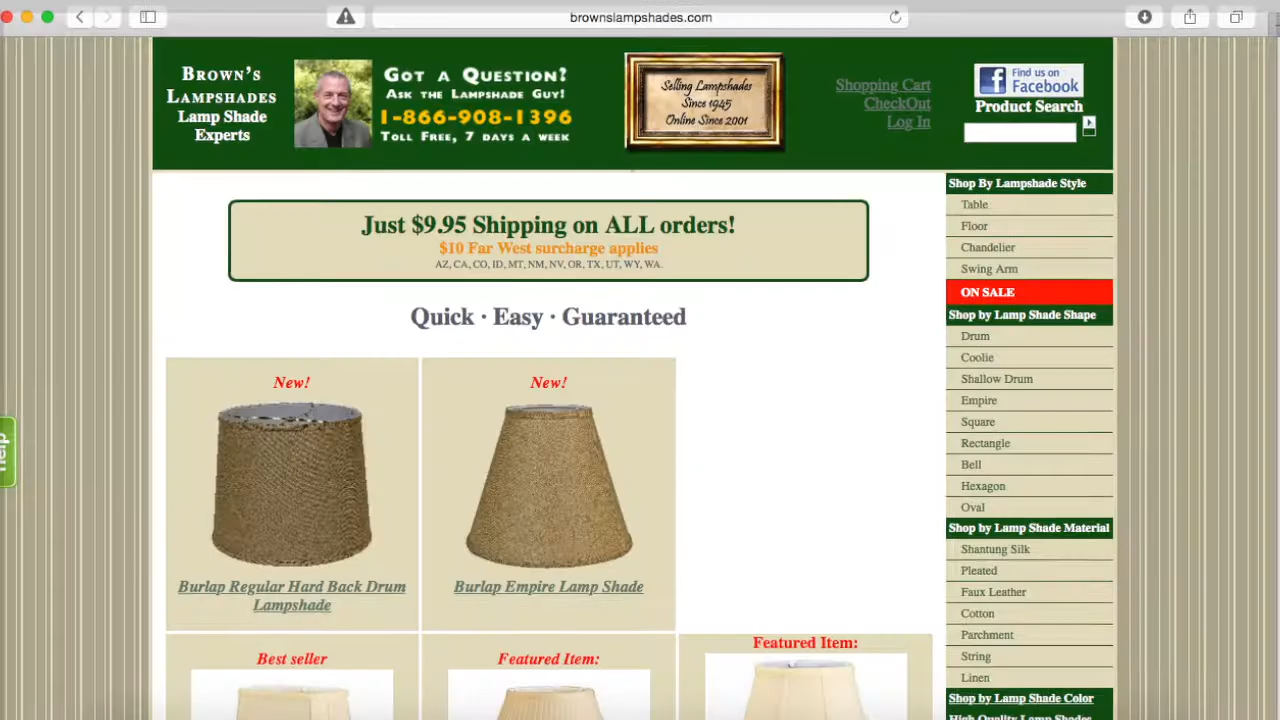 brownslampshades.com
Brown's
Lampshades
Lamp Shade
Experts
Got a Question?
Ask the Lampshade Guy!
1-866-908-1396
Toll Free, 7 days a week
Selling Lampshades
Since 1945
Online Since 2001
Shopping Cart
CheckOut
Log In
Find us on
Facebook
Product Search
Just $9.95 Shipping on ALL orders!
$10 Far West surcharge applies
AZ, CA, CO, ID, MT, NM, NV, OR, TX, UT, WY, WA.
Quick · Easy · Guaranteed
New!
Burlap Regular Hard Back Drum
Lampshade
New!
Burlap Empire Lamp Shade
Best seller
Featured Item:
Featured Item:
Shop By Lampshade Style
Table
Floor
Chandelier
Swing Arm
ON SALE
Shop by Lamp Shade Shape
Drum
Coolie
Shallow Drum
Empire
Square
Rectangle
Bell
Hexagon
Oval
Shop by Lamp Shade Material
Shantung Silk
Pleated
Faux Leather
Cotton
Parchment
String
Linen
Shop by Lamp Shade Color
High Quality Lamp Shades
Help